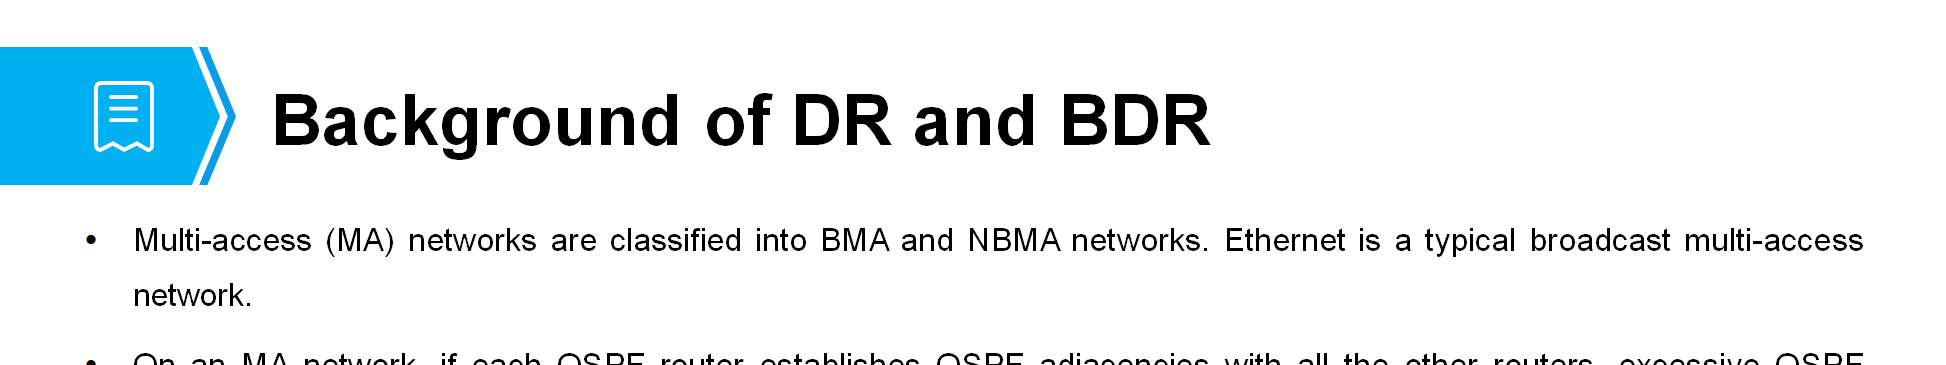 Background of DR and BDR
• Multi-access (MA) networks are classified into BMA and NBMA networks. Ethernet is a typical broadcast multi-access
network.
• On an MA network, if each OSPF router establishes OSPF adjacencies with all the other routers, excessive OSPF